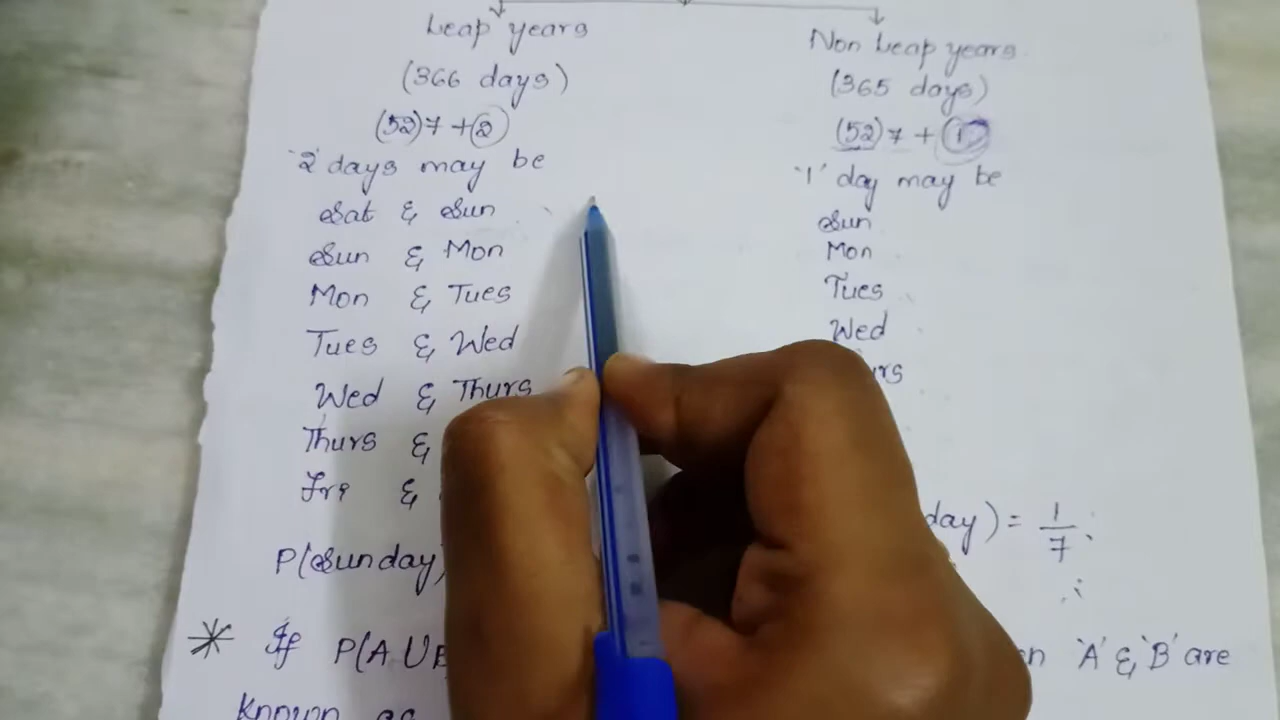 Leap years
(366 days)
(52)7 + 2
'2' days may be
Sat & Sun
Sun & Mon
Mon & Tues
Tues & Wed
Wed & Thurs
Thurs &
Fri &
P(Sunday)
Non Leap years
(365 days)
(52)7 + 1
'1' day may be
Sun
Mon
Tues
Wed
day) = 1/7
* If P(A U 'A' & 'B' are
known as